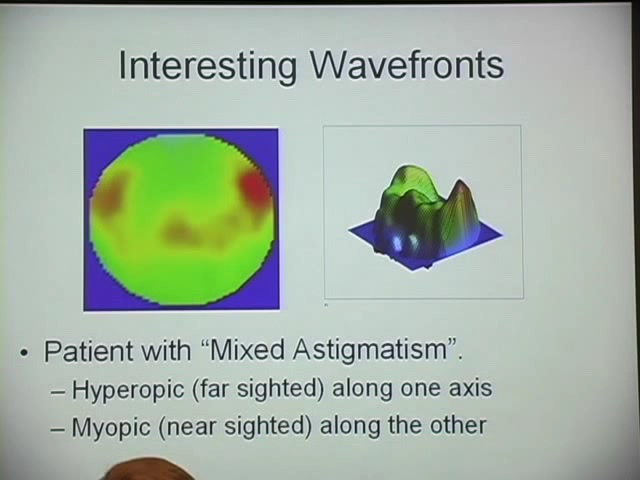 Interesting Wavefronts
• Patient with “Mixed Astigmatism”.
– Hyperopic (far sighted) along one axis
– Myopic (near sighted) along the other